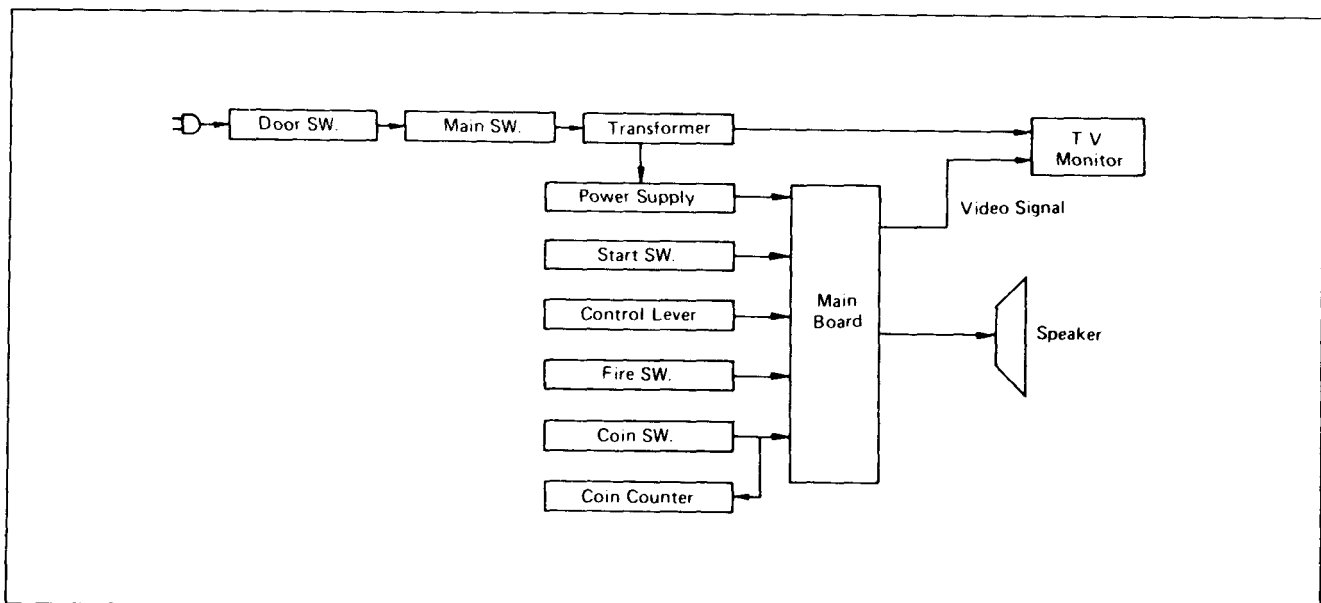 Door SW.
Main SW.
Transformer
T V
Monitor
Power Supply
Video Signal
Start SW.
Main
Board
Control Lever
Speaker
Fire SW.
Coin SW.
Coin Counter